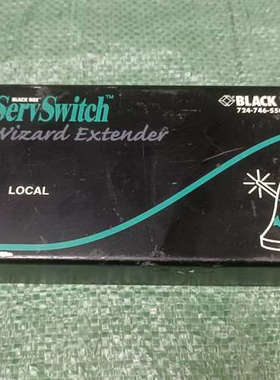 BLACK BOX
ServSwitch™
Wizard Extender
BLACK
724-746-55
LOCAL